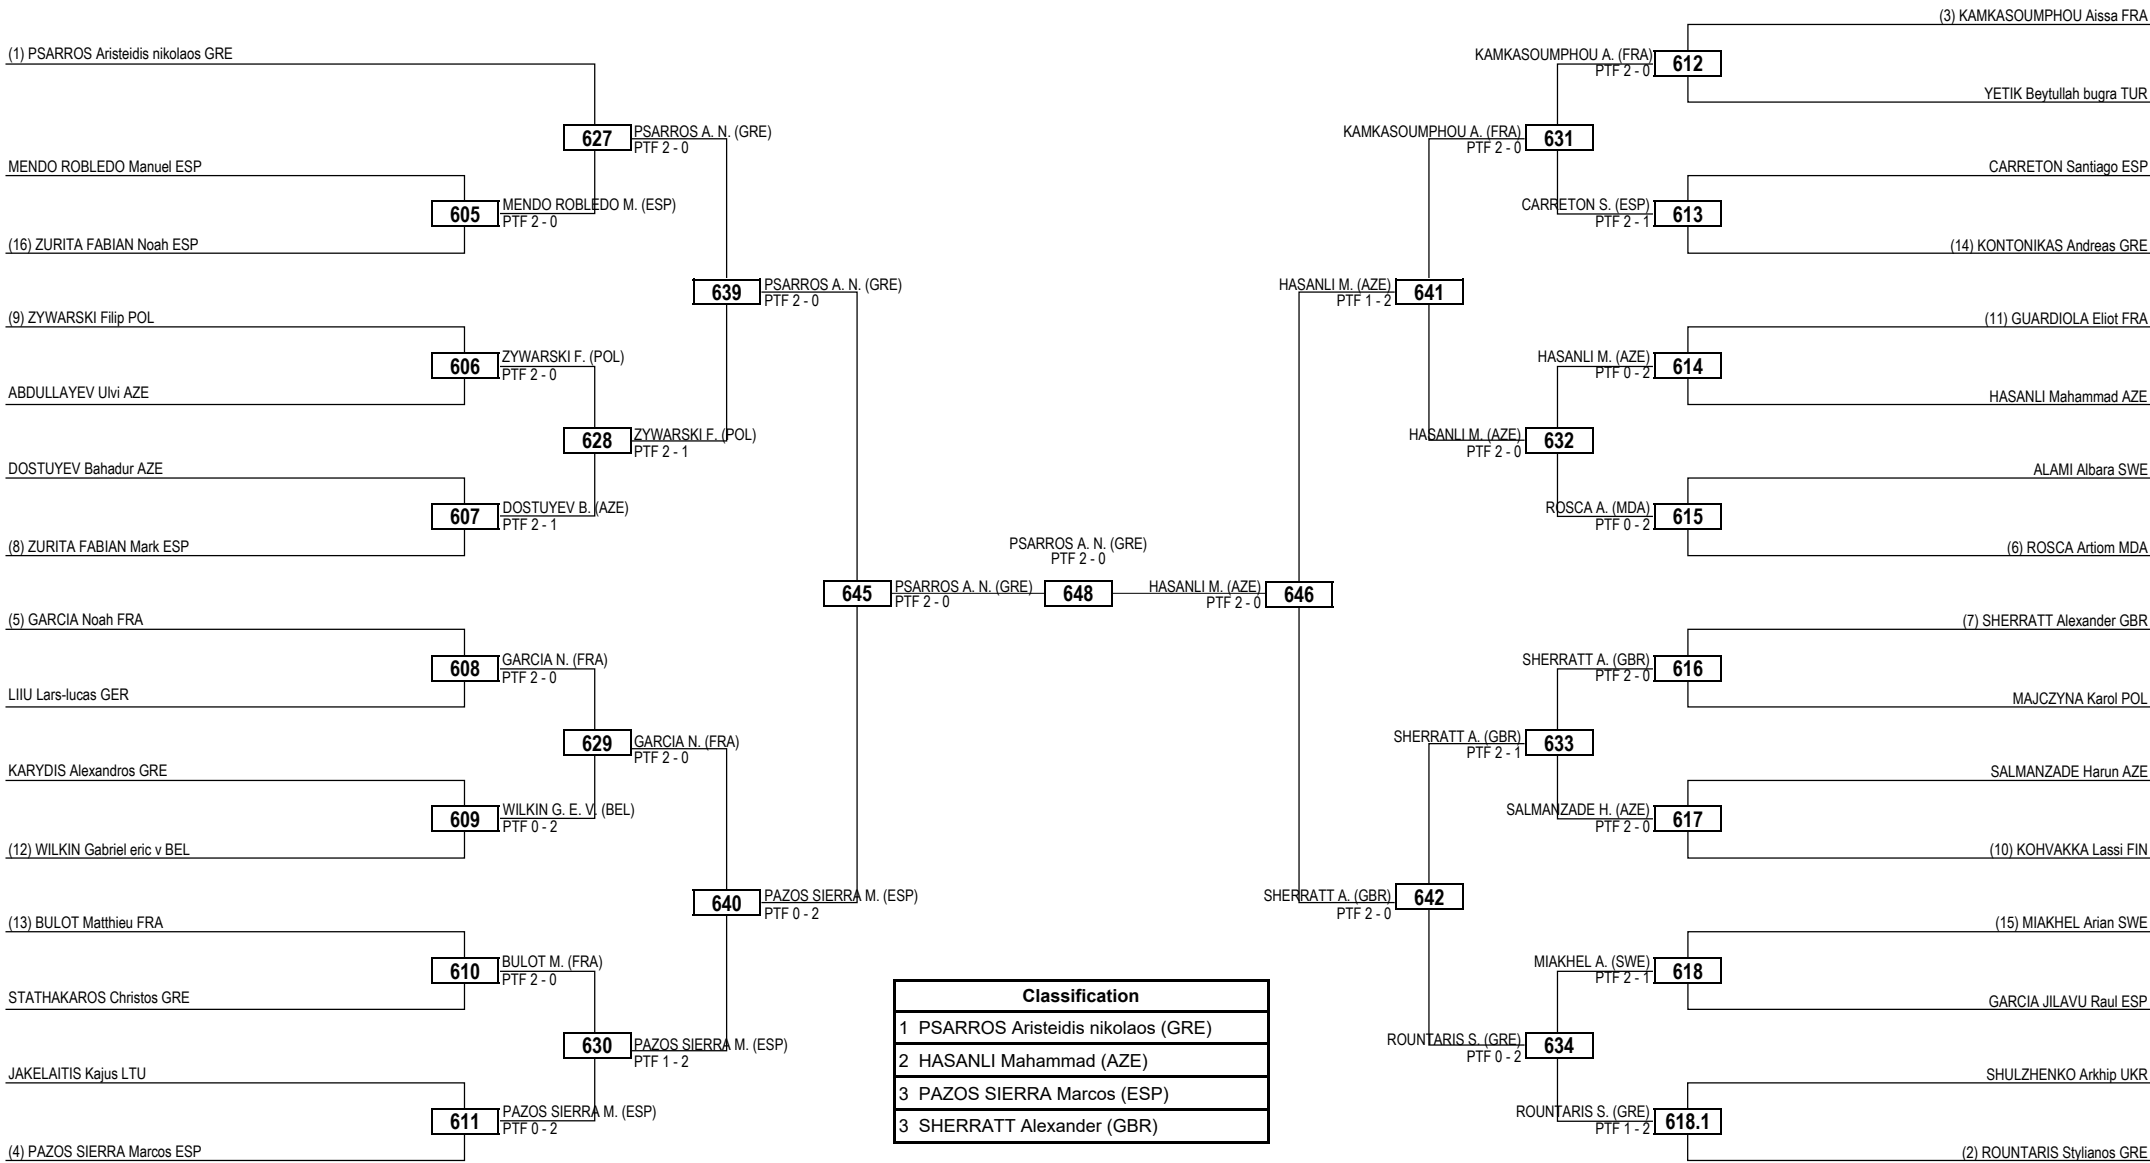 (1) PSARROS Aristeidis nikolaos GRE
627
PSARROS A. N. (GRE)
PTF 2 - 0
MENDO ROBLEDO Manuel ESP
605
MENDO ROBLEDO M. (ESP)
PTF 2 - 0
(16) ZURITA FABIAN Noah ESP
639
PSARROS A. N. (GRE)
PTF 2 - 0
(9) ZYWARSKI Filip POL
606
ZYWARSKI F. (POL)
PTF 2 - 0
ABDULLAYEV Ulvi AZE
628
ZYWARSKI F. (POL)
PTF 2 - 1
DOSTUYEV Bahadur AZE
607
DOSTUYEV B. (AZE)
PTF 2 - 1
(8) ZURITA FABIAN Mark ESP
645
PSARROS A. N. (GRE)
PTF 2 - 0
(5) GARCIA Noah FRA
608
GARCIA N. (FRA)
PTF 2 - 0
LIIU Lars-lucas GER
629
GARCIA N. (FRA)
PTF 2 - 0
KARYDIS Alexandros GRE
609
WILKIN G. E. V. (BEL)
PTF 0 - 2
(12) WILKIN Gabriel eric v BEL
640
PAZOS SIERRA M. (ESP)
PTF 0 - 2
(13) BULOT Matthieu FRA
610
BULOT M. (FRA)
PTF 2 - 0
STATHAKAROS Christos GRE
630
PAZOS SIERRA M. (ESP)
PTF 1 - 2
JAKELAITIS Kajus LTU
611
PAZOS SIERRA M. (ESP)
PTF 0 - 2
(4) PAZOS SIERRA Marcos ESP
PSARROS A. N. (GRE)
PTF 2 - 0
648
(3) KAMKASOUMPHOU Aissa FRA
KAMKASOUMPHOU A. (FRA)
PTF 2 - 0
612
YETIK Beytullah bugra TUR
KAMKASOUMPHOU A. (FRA)
PTF 2 - 0
631
CARRETON Santiago ESP
CARRETON S. (ESP)
PTF 2 - 1
613
(14) KONTONIKAS Andreas GRE
HASANLI M. (AZE)
PTF 1 - 2
641
(11) GUARDIOLA Eliot FRA
HASANLI M. (AZE)
PTF 0 - 2
614
HASANLI Mahammad AZE
HASANLI M. (AZE)
PTF 2 - 0
632
ALAMI Albara SWE
ROSCA A. (MDA)
PTF 0 - 2
615
(6) ROSCA Artiom MDA
HASANLI M. (AZE)
PTF 2 - 0
646
(7) SHERRATT Alexander GBR
SHERRATT A. (GBR)
PTF 2 - 0
616
MAJCZYNA Karol POL
SHERRATT A. (GBR)
PTF 2 - 1
633
SALMANZADE Harun AZE
SALMANZADE H. (AZE)
PTF 2 - 0
617
(10) KOHVAKKA Lassi FIN
SHERRATT A. (GBR)
PTF 2 - 0
642
(15) MIAKHEL Arian SWE
MIAKHEL A. (SWE)
PTF 2 - 1
618
GARCIA JILAVU Raul ESP
ROUNTARIS S. (GRE)
PTF 0 - 2
634
SHULZHENKO Arkhip UKR
ROUNTARIS S. (GRE)
PTF 1 - 2
618.1
(2) ROUNTARIS Stylianos GRE
Classification
1 PSARROS Aristeidis nikolaos (GRE)
2 HASANLI Mahammad (AZE)
3 PAZOS SIERRA Marcos (ESP)
3 SHERRATT Alexander (GBR)